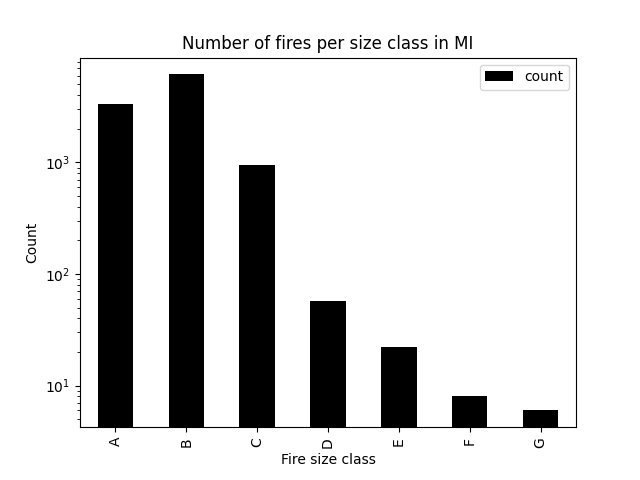 Number of fires per size class in MI
count
Count
10³
10²
10¹
A
B
C
D
E
F
G
Fire size class